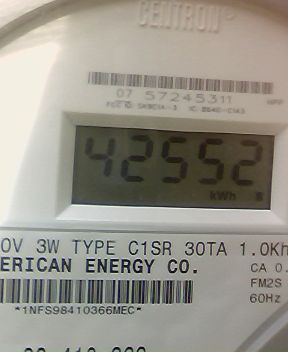 CENTRON
07 57245311
42552
kWh
0V 3W TYPE C1SR 30TA 1.0Kh
ERICAN ENERGY CO.
CA 0.
FM2S
60Hz
*1NFS98410366MEC*